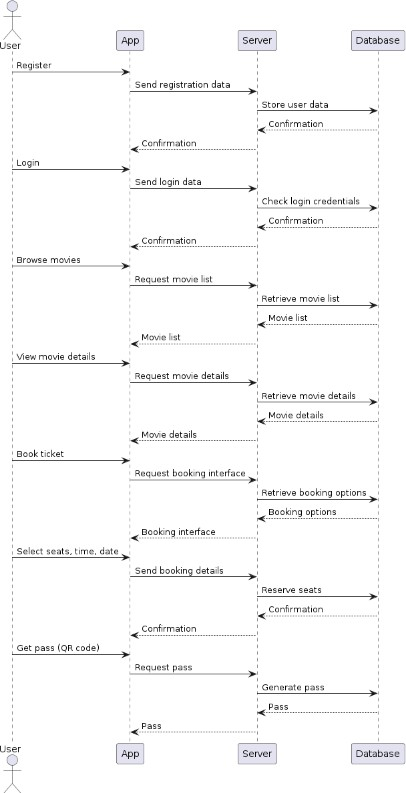 User
App
Server
Database
Register
Send registration data
Store user data
Confirmation
Confirmation
Login
Send login data
Check login credentials
Confirmation
Confirmation
Browse movies
Request movie list
Retrieve movie list
Movie list
Movie list
View movie details
Request movie details
Retrieve movie details
Movie details
Movie details
Book ticket
Request booking interface
Retrieve booking options
Booking options
Booking interface
Select seats, time, date
Send booking details
Reserve seats
Confirmation
Confirmation
Get pass (QR code)
Request pass
Generate pass
Pass
Pass
User
App
Server
Database